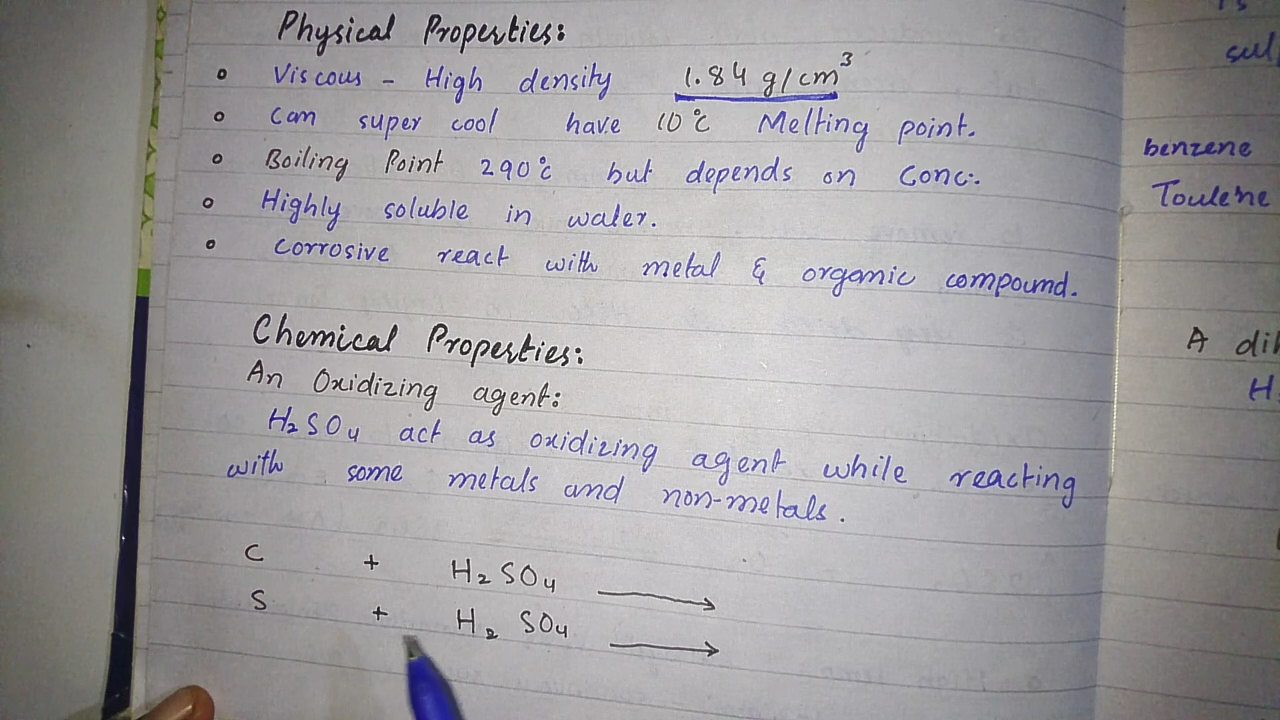 Physical Properties:
Viscous - High density 1.84 g/cm³
Can super cool have 10°C Melting point.
Boiling Point 290°C but depends on Conc:.
Highly soluble in water.
Corrosive react with metal & organic compound.
Chemical Properties:
An Oxidizing agent:
H₂SO₄ act as oxidizing agent while reacting
with some metals and non-metals.
C + H₂SO₄ →
S + H₂SO₄ →
benzene
Toulene
A
H